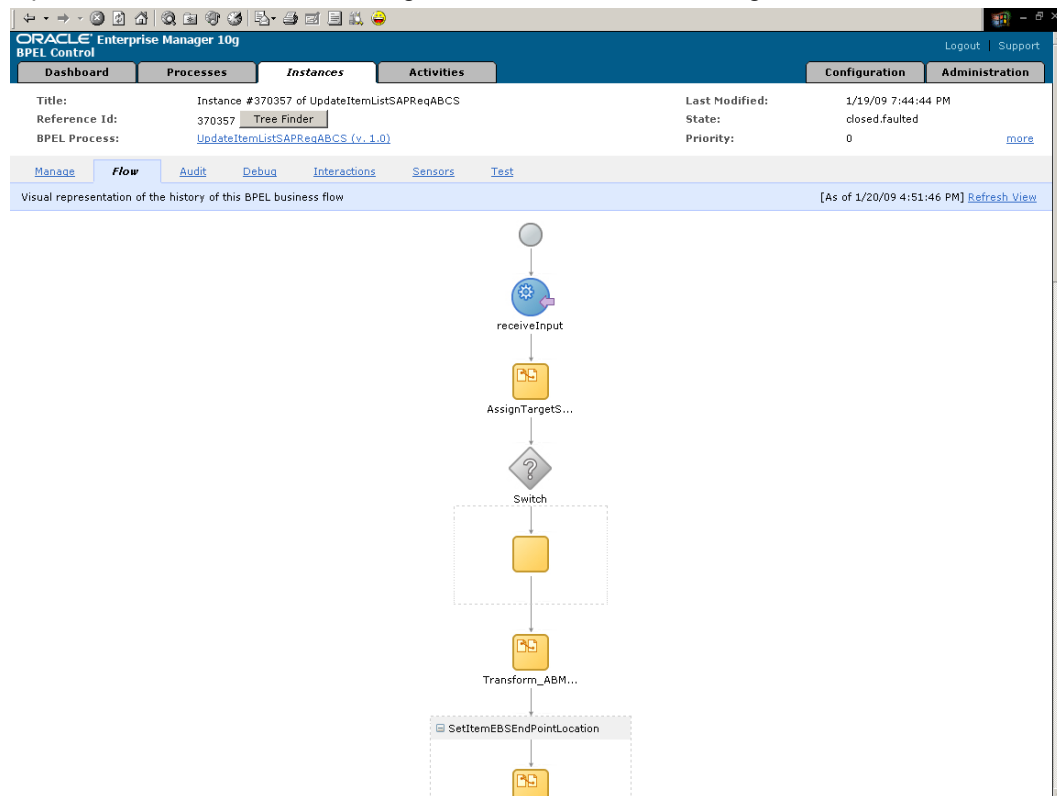 ORACLE Enterprise Manager 10g
BPEL Control
Logout | Support
Dashboard Processes Instances Activities Configuration Administration
Title: Instance #370357 of UpdateItemListSAPReqABCS Last Modified: 1/19/09 7:44:44 PM
Reference Id: 370357 Tree Finder State: closed.faulted
BPEL Process: UpdateItemListSAPReqABCS (v. 1.0) Priority: 0 more
Manage Flow Audit Debug Interactions Sensors Test
Visual representation of the history of this BPEL business flow [As of 1/20/09 4:51:46 PM] Refresh View
receiveInput
AssignTargetS...
?
Switch
Transform_ABM...
SetItemEBSEndPointLocation